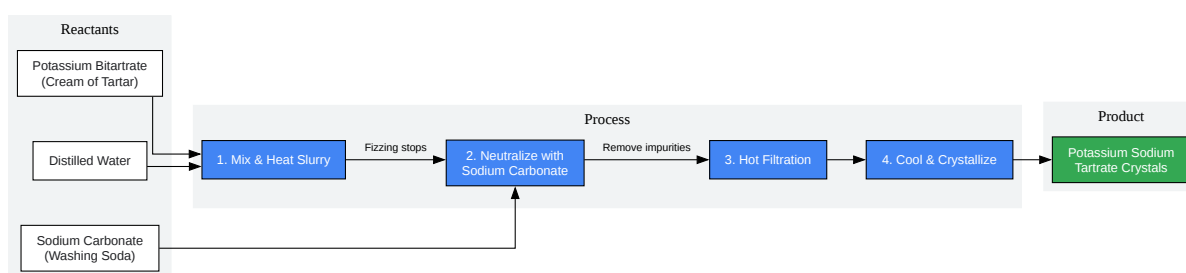 Reactants
Potassium Bitartrate
(Cream of Tartar)
Distilled Water
Sodium Carbonate
(Washing Soda)
Process
1. Mix & Heat Slurry
Fizzing stops
2. Neutralize with
Sodium Carbonate
Remove impurities
3. Hot Filtration
4. Cool & Crystallize
Product
Potassium Sodium
Tartrate Crystals